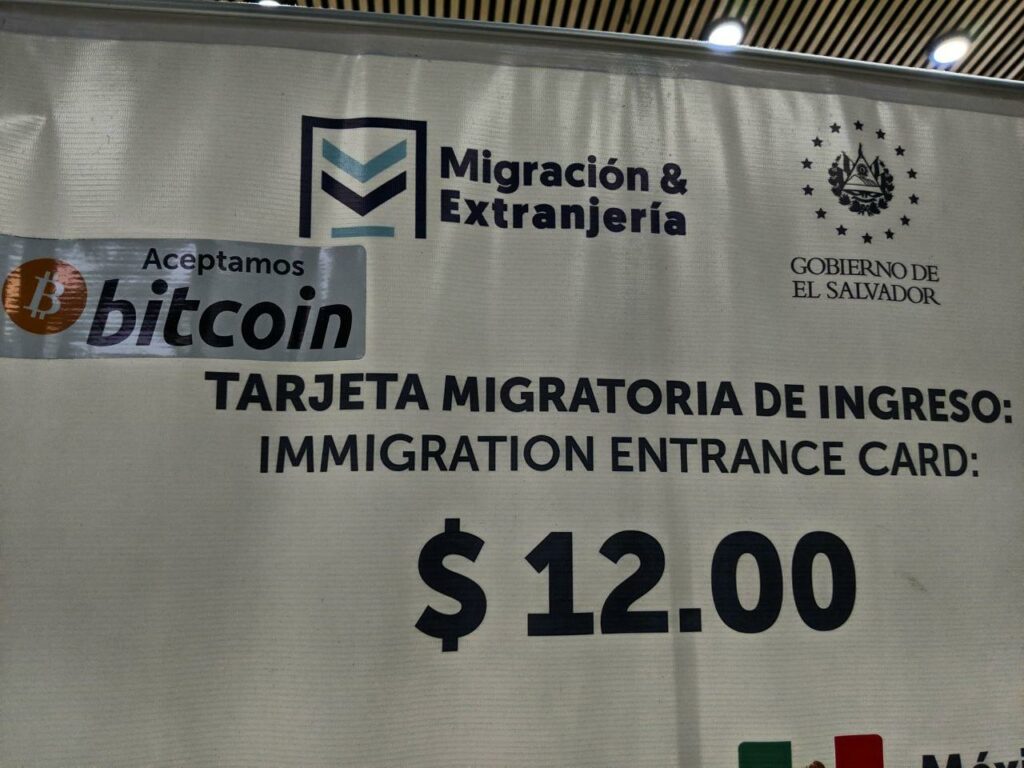 Migración &
Extranjería
GOBIERNO DE
EL SALVADOR
Aceptamos
bitcoin
TARJETA MIGRATORIA DE INGRESO:
IMMIGRATION ENTRANCE CARD:
$ 12.00